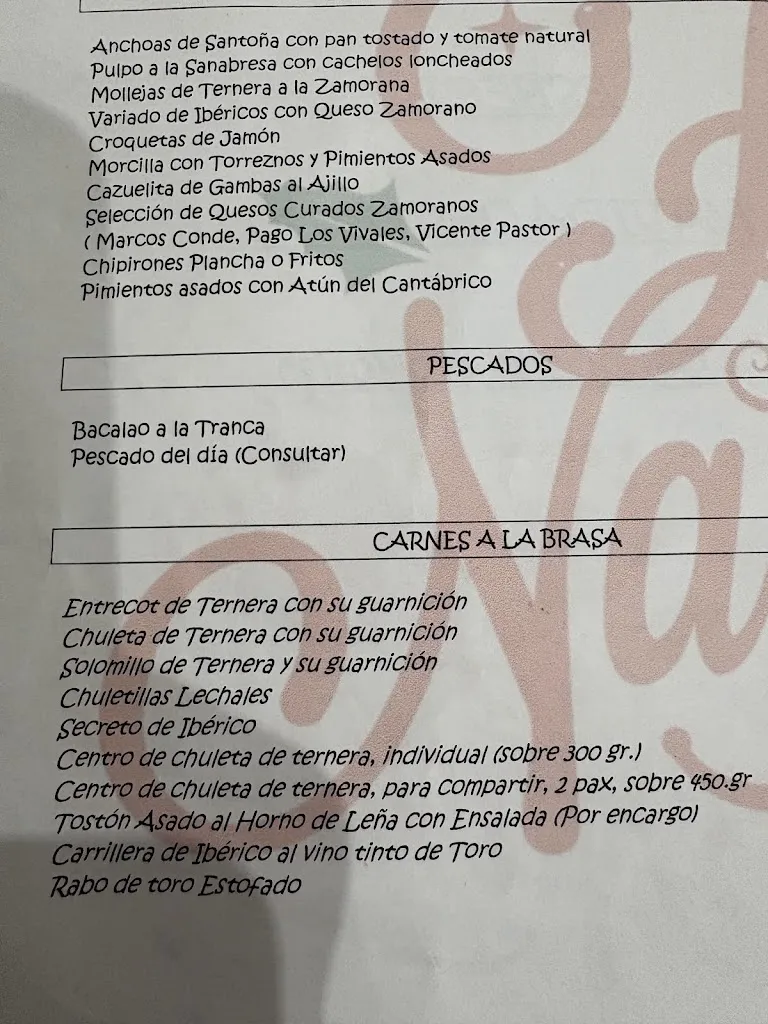 Anchoas de Santoña con pan tostado y tomate natural
Pulpo a la Sanabresa con cachelos loncheados
Mollejas de Ternera a la Zamorana
Variado de Ibéricos con Queso Zamorano
Croquetas de Jamón
Morcilla con Torreznos y Pimientos Asados
Cazuelita de Gambas al Ajillo
Selección de Quesos Curados Zamoranos
( Marcos Conde, Pago Los Vivales, Vicente Pastor )
Chipirones Plancha o Fritos
Pimientos asados con Atún del Cantábrico
PESCADOS
Bacalao a la Tranca
Pescado del día (Consultar)
CARNES A LA BRASA
Entrecot de Ternera con su guarnición
Chuleta de Ternera con su guarnición
Solomillo de Ternera y su guarnición
Chuletillas Lechales
Secreto de Ibérico
Centro de chuleta de ternera, individual (sobre 300 gr.)
Centro de chuleta de ternera, para compartir, 2 pax, sobre 450.gr
Tostón Asado al Horno de Leña con Ensalada (Por encargo)
Carrillera de Ibérico al vino tinto de Toro
Rabo de toro Estofado